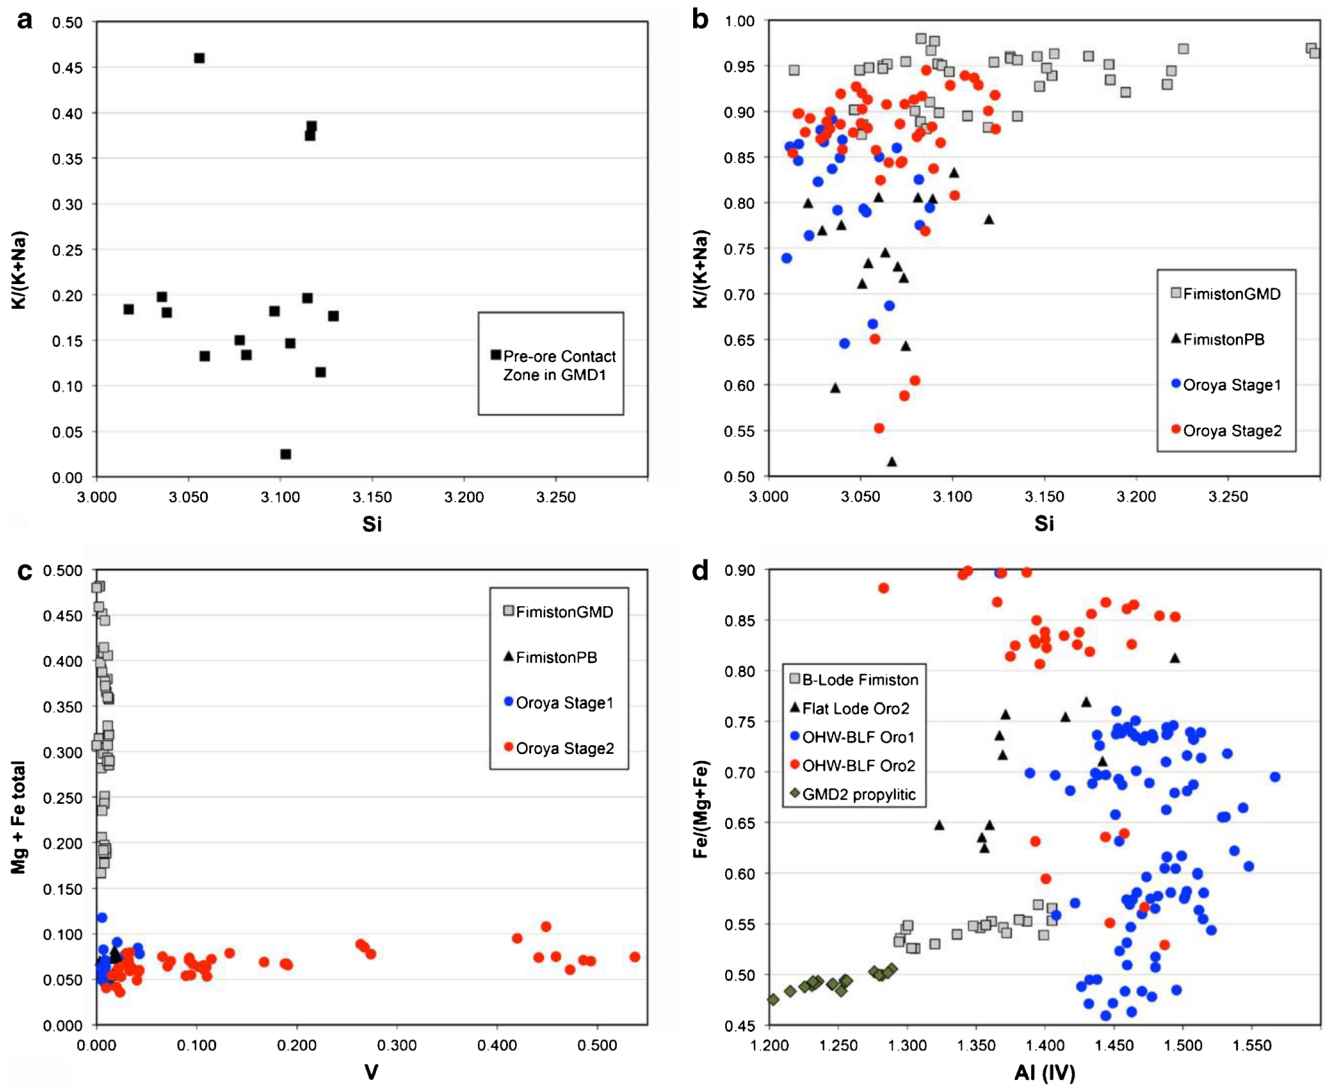 a
0.50
0.45
0.40
0.35
0.30
0.25
0.20
0.15
0.10
0.05
0.00
K/(K+Na)
3.000 3.050 3.100 3.150 3.200 3.250
Si
Pre-ore Contact
Zone in GMD1
b
1.00
0.95
0.90
0.85
0.80
0.75
0.70
0.65
0.60
0.55
0.50
K/(K+Na)
3.000 3.050 3.100 3.150 3.200 3.250
Si
FimistonGMD
FimistonPB
Oroya Stage1
Oroya Stage2
c
0.500
0.450
0.400
0.350
0.300
0.250
0.200
0.150
0.100
0.050
0.000
Mg + Fe total
0.000 0.100 0.200 0.300 0.400 0.500
V
FimistonGMD
FimistonPB
Oroya Stage1
Oroya Stage2
d
0.90
0.85
0.80
0.75
0.70
0.65
0.60
0.55
0.50
0.45
Fe/(Mg+Fe)
1.200 1.250 1.300 1.350 1.400 1.450 1.500 1.550
Al (IV)
B-Lode Fimiston
Flat Lode Oro2
OHW-BLF Oro1
OHW-BLF Oro2
GMD2 propylitic